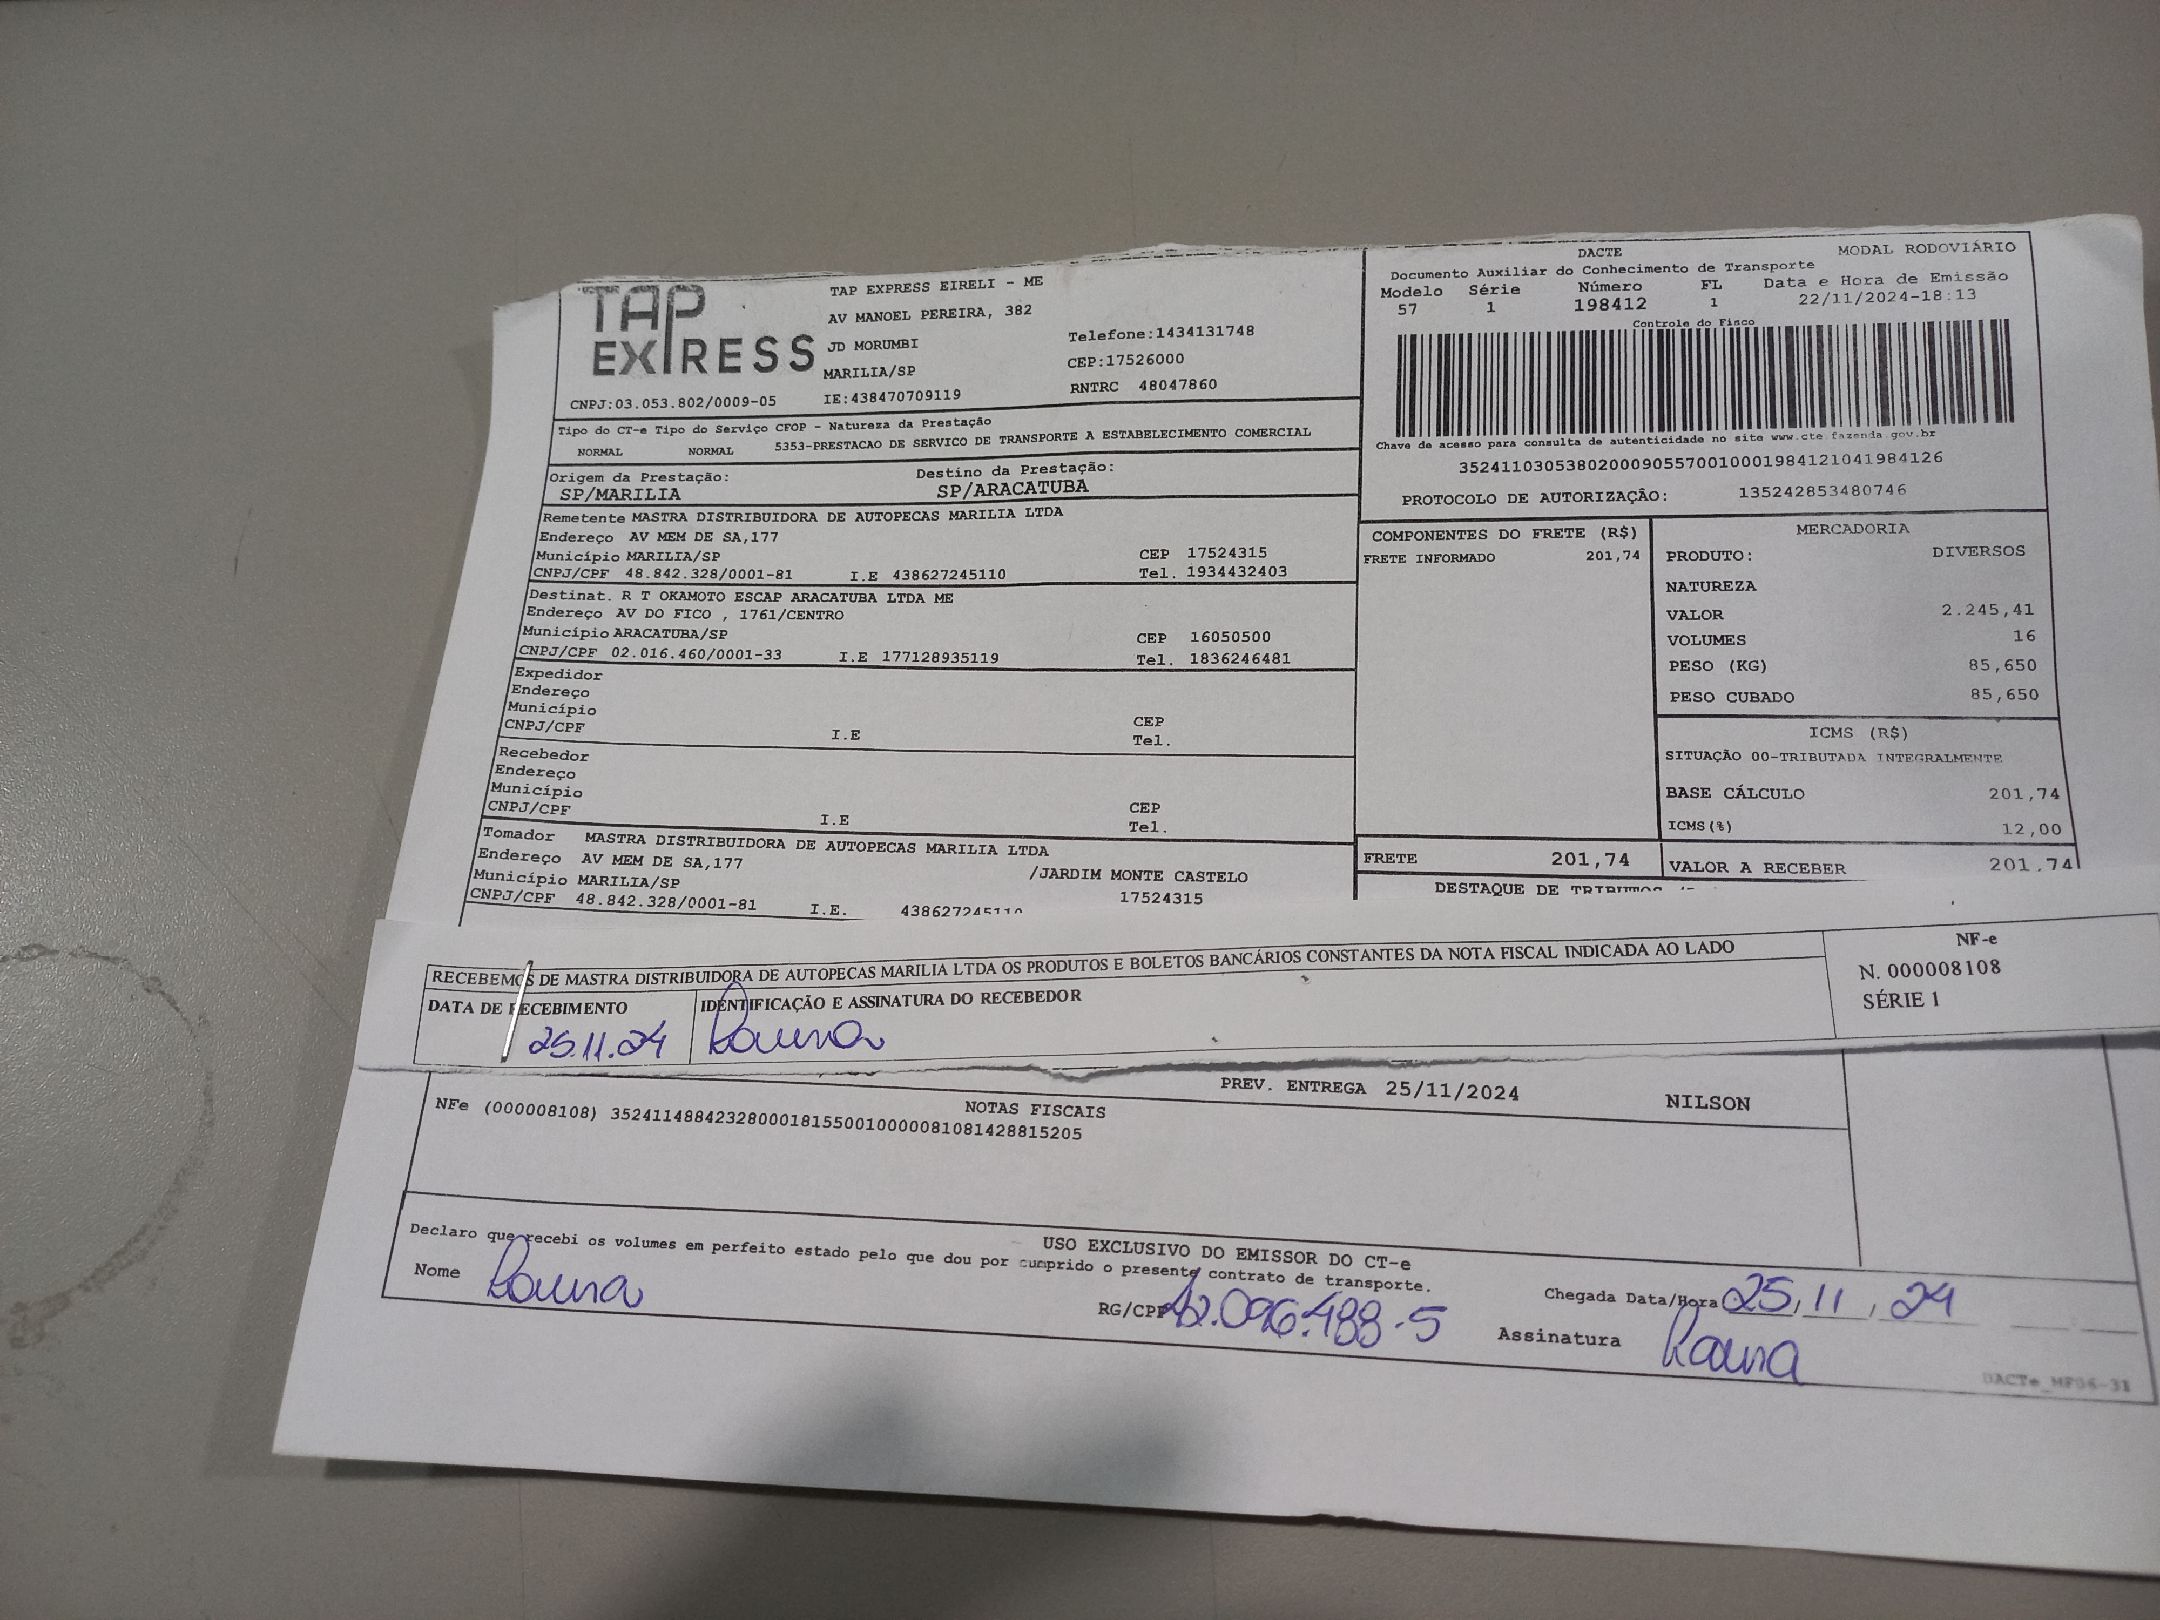 TAP EXPRESS
TAP EXPRESS EIRELI - ME
AV MANOEL PEREIRA, 382
JD MORUMBI
MARILIA/SP
Telefone:1434131748
CEP:17526000
RNTRC 48047860
CNPJ:03.053.802/0009-05 IE:438470709119
DACTE MODAL RODOVIÁRIO
Documento Auxiliar do Conhecimento de Transporte
Modelo Série Número FL Data e Hora de Emissão
57 1 198412 1 22/11/2024-18:13
Controle do Fisco
Chave de acesso para consulta de autenticidade no site www.cte.fazenda.gov.br
35241103053802000905570010001984121041984126
PROTOCOLO DE AUTORIZAÇÃO: 135242853480746
Tipo do CT-e Tipo do Serviço CFOP - Natureza da Prestação
NORMAL NORMAL 5353-PRESTACAO DE SERVICO DE TRANSPORTE A ESTABELECIMENTO COMERCIAL
Origem da Prestação: Destino da Prestação:
SP/MARILIA SP/ARACATUBA
Remetente MASTRA DISTRIBUIDORA DE AUTOPECAS MARILIA LTDA
Endereço AV MEM DE SA,177
Município MARILIA/SP CEP 17524315
CNPJ/CPF 48.842.328/0001-81 I.E 438627245110 Tel. 1934432403
Destinat. R T OKAMOTO ESCAP ARACATUBA LTDA ME
Endereço AV DO FICO , 1761/CENTRO
Município ARACATUBA/SP CEP 16050500
CNPJ/CPF 02.016.460/0001-33 I.E 177128935119 Tel. 1836246481
Expedidor
Endereço
Município CEP
CNPJ/CPF I.E Tel.
Recebedor
Endereço
Município CEP
CNPJ/CPF I.E Tel.
Tomador MASTRA DISTRIBUIDORA DE AUTOPECAS MARILIA LTDA
Endereço AV MEM DE SA,177 /JARDIM MONTE CASTELO
Município MARILIA/SP 17524315
CNPJ/CPF 48.842.328/0001-81 I.E. 438627245110
COMPONENTES DO FRETE (R$)
FRETE INFORMADO 201,74
FRETE 201,74
MERCADORIA
PRODUTO: DIVERSOS
NATUREZA
VALOR 2.245,41
VOLUMES 16
PESO (KG) 85,650
PESO CUBADO 85,650
ICMS (R$)
SITUAÇÃO 00-TRIBUTADA INTEGRALMENTE
BASE CÁLCULO 201,74
ICMS(%) 12,00
VALOR A RECEBER 201,74
DESTAQUE DE TRIBUTOS
RECEBEMOS DE MASTRA DISTRIBUIDORA DE AUTOPECAS MARILIA LTDA OS PRODUTOS E BOLETOS BANCÁRIOS CONSTANTES DA NOTA FISCAL INDICADA AO LADO
DATA DE RECEBIMENTO IDENTIFICAÇÃO E ASSINATURA DO RECEBEDOR
25.11.24
NF-e
N. 000008108
SÉRIE 1
PREV. ENTREGA 25/11/2024 NILSON
NOTAS FISCAIS
NFe (000008108) 35241148842328000181550010000081081428815205
USO EXCLUSIVO DO EMISSOR DO CT-e
Declaro que recebi os volumes em perfeito estado pelo que dou por cumprido o presente contrato de transporte.
Nome RG/CPF 42.096.488-5
Chegada Data/Hora 25, 11, 24
Assinatura
DACTe_MF06-31